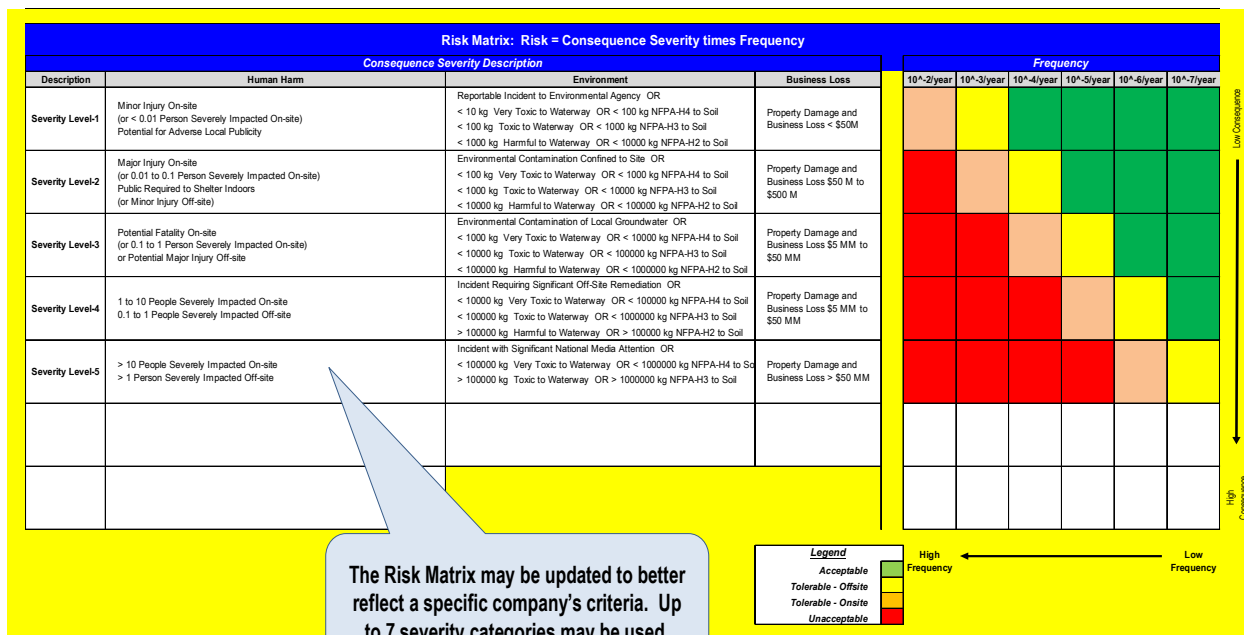 Risk Matrix: Risk = Consequence Severity times Frequency
Consequence Severity Description
Frequency
Description
Human Harm
Environment
Business Loss
10^-2/year
10^-3/year
10^-4/year
10^-5/year
10^-6/year
10^-7/year
Severity Level-1
Minor Injury On-site
(or < 0.01 Person Severely Impacted On-site)
Potential for Adverse Local Publicity
Reportable Incident to Environmental Agency OR
< 10 kg Very Toxic to Waterway OR < 100 kg NFPA-H4 to Soil
< 100 kg Toxic to Waterway OR < 1000 kg NFPA-H3 to Soil
< 1000 kg Harmful to Waterway OR < 10000 kg NFPA-H2 to Soil
Property Damage and
Business Loss < $50M
Low Consequence
Severity Level-2
Major Injury On-site
(or 0.01 to 0.1 Person Severely Impacted On-site)
Public Required to Shelter Indoors
(or Minor Injury Off-site)
Environmental Contamination Confined to Site OR
< 100 kg Very Toxic to Waterway OR < 1000 kg NFPA-H4 to Soil
< 1000 kg Toxic to Waterway OR < 10000 kg NFPA-H3 to Soil
< 10000 kg Harmful to Waterway OR < 100000 kg NFPA-H2 to Soil
Property Damage and
Business Loss $50 M to
$500 M
Severity Level-3
Potential Fatality On-site
(or 0.1 to 1 Person Severely Impacted On-site)
or Potential Major Injury Off-site
Environmental Contamination of Local Groundwater OR
< 1000 kg Very Toxic to Waterway OR < 10000 kg NFPA-H4 to Soil
< 10000 kg Toxic to Waterway OR < 100000 kg NFPA-H3 to Soil
< 100000 kg Harmful to Waterway OR < 1000000 kg NFPA-H2 to Soil
Property Damage and
Business Loss $5 MM to
$50 MM
Severity Level-4
1 to 10 People Severely Impacted On-site
0.1 to 1 People Severely Impacted Off-site
Incident Requiring Significant Off-Site Remediation OR
< 10000 kg Very Toxic to Waterway OR < 100000 kg NFPA-H4 to Soil
< 100000 kg Toxic to Waterway OR < 1000000 kg NFPA-H3 to Soil
> 100000 kg Harmful to Waterway OR > 1000000 kg NFPA-H2 to Soil
Property Damage and
Business Loss $5 MM to
$50 MM
Severity Level-5
> 10 People Severely Impacted On-site
> 1 Person Severely Impacted Off-site
Incident with Significant National Media Attention OR
< 100000 kg Very Toxic to Waterway OR < 1000000 kg NFPA-H4 to So
> 100000 kg Toxic to Waterway OR > 1000000 kg NFPA-H3 to Soil
Property Damage and
Business Loss > $50 MM
High
The Risk Matrix may be updated to better
reflect a specific company's criteria. Up
to 7 severity categories may be used
Legend
Acceptable
Tolerable - Offsite
Tolerable - Onsite
Unacceptable
High
Frequency
Low
Frequency